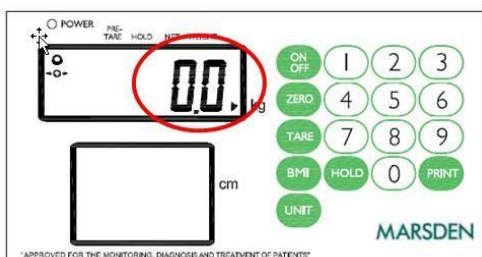 POWER
PRE-
TARE HOLD NET
0.0
kg
cm
ON
OFF 1 2 3
ZERO 4 5 6
TARE 7 8 9
BMI HOLD 0 PRINT
UNIT
MARSDEN
"APPROVED FOR THE MONITORING, DIAGNOSIS AND TREATMENT OF PATIENTS"